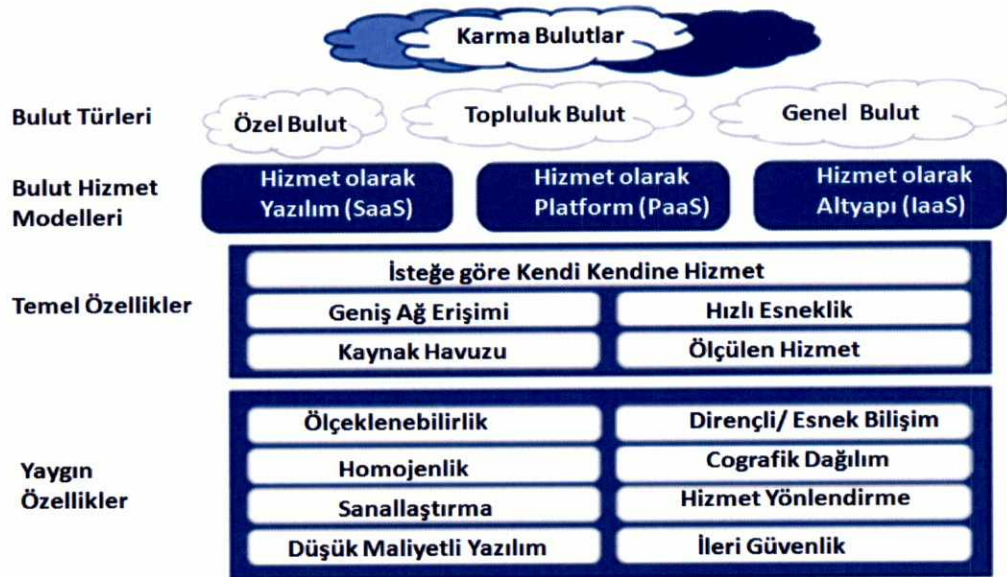 Karma Bulutlar
Bulut Türleri
Özel Bulut
Topluluk Bulut
Genel Bulut
Bulut Hizmet
Modelleri
Hizmet olarak
Yazılım (SaaS)
Hizmet olarak
Platform (PaaS)
Hizmet olarak
Altyapı (IaaS)
Temel Özellikler
İsteğe göre Kendi Kendine Hizmet
Geniş Ağ Erişimi
Hızlı Esneklik
Kaynak Havuzu
Ölçülen Hizmet
Yaygın
Özellikler
Ölçeklenebilirlik
Dirençli/ Esnek Bilişim
Homojenlik
Cografik Dağılım
Sanallaştırma
Hizmet Yönlendirme
Düşük Maliyetli Yazılım
İleri Güvenlik